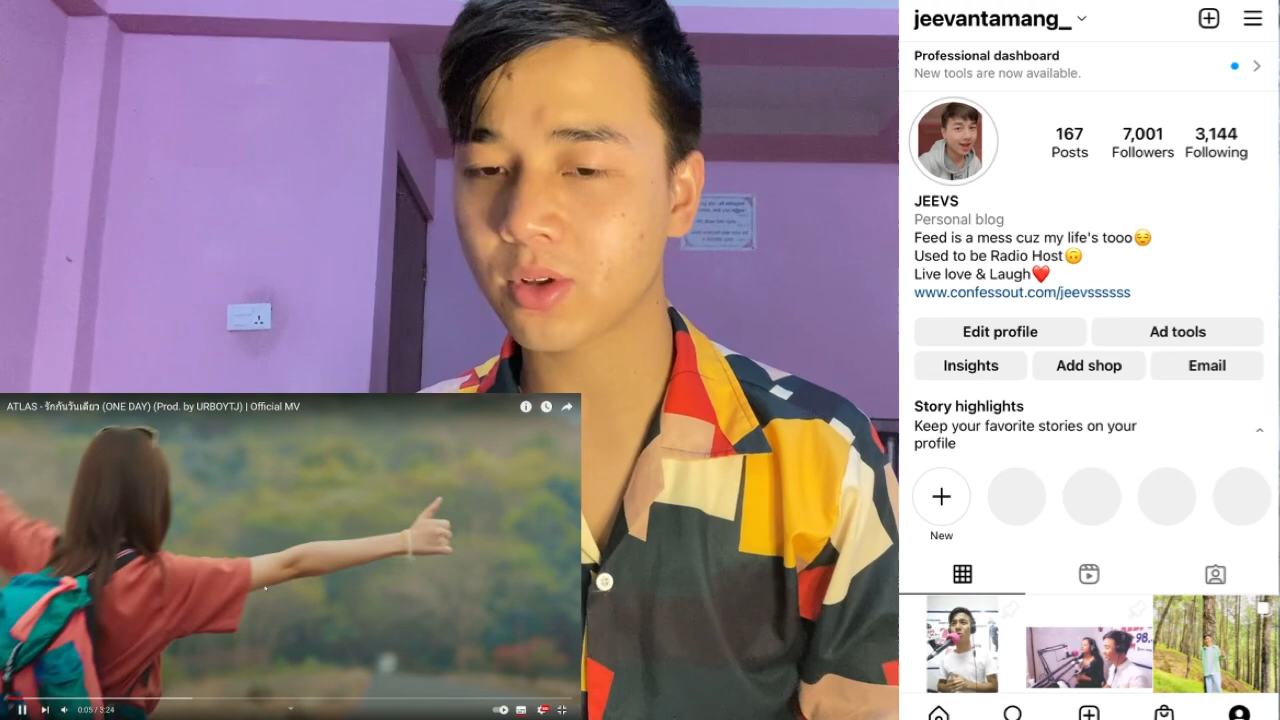 jeevantamang_
Professional dashboard
New tools are now available.
167 7,001 3,144
Posts Followers Following
JEEVS
Personal blog
Feed is a mess cuz my life's tooo😌
Used to be Radio Host🙃
Live love & Laugh❤️
www.confessout.com/jeevssssss
Edit profile Ad tools
Insights Add shop Email
Story highlights
Keep your favorite stories on your
profile
New
98.
ATLAS - รักกันวันเดียว (ONE DAY) (Prod. by URBOYTJ) | Official MV
0:05 / 3:24